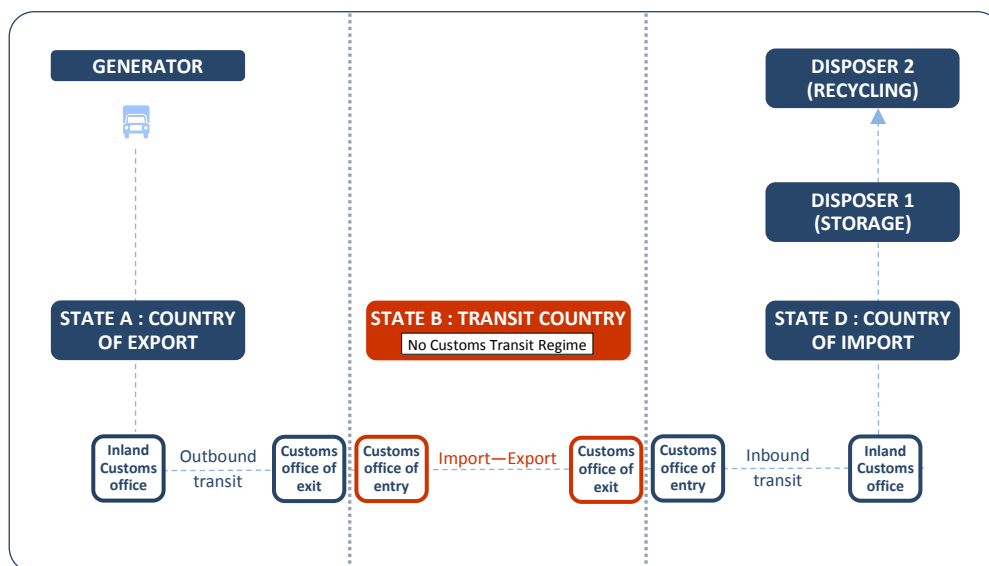 GENERATOR
DISPOSER 2
(RECYCLING)
DISPOSER 1
(STORAGE)
STATE A : COUNTRY
OF EXPORT
STATE B : TRANSIT COUNTRY
No Customs Transit Regime
STATE D : COUNTRY
OF IMPORT
Inland
Customs
office
Outbound
transit
Customs
office of
exit
Customs
office of
entry
Import—Export
Customs
office of
exit
Customs
office of
entry
Inbound
transit
Inland
Customs
office